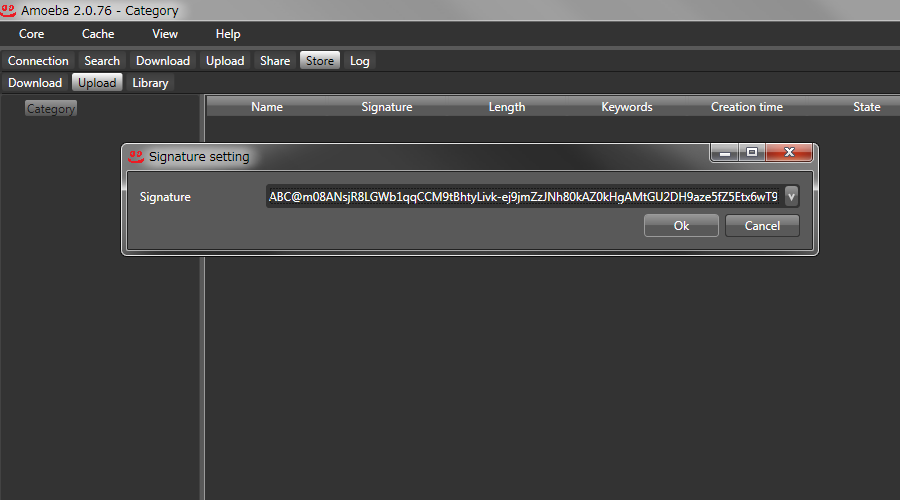 Amoeba 2.0.76 - Category
Core Cache View Help
Connection Search Download Upload Share Store Log
Download Upload Library
Category
Name Signature Length Keywords Creation time State
Signature setting
Signature ABC@m08ANsjR8LGWb1qqCCM9tBhtyLivk-ej9jmZzJNh80kAZ0kHgAMtGU2DH9aze5fZ5Etx6wT9
Ok Cancel